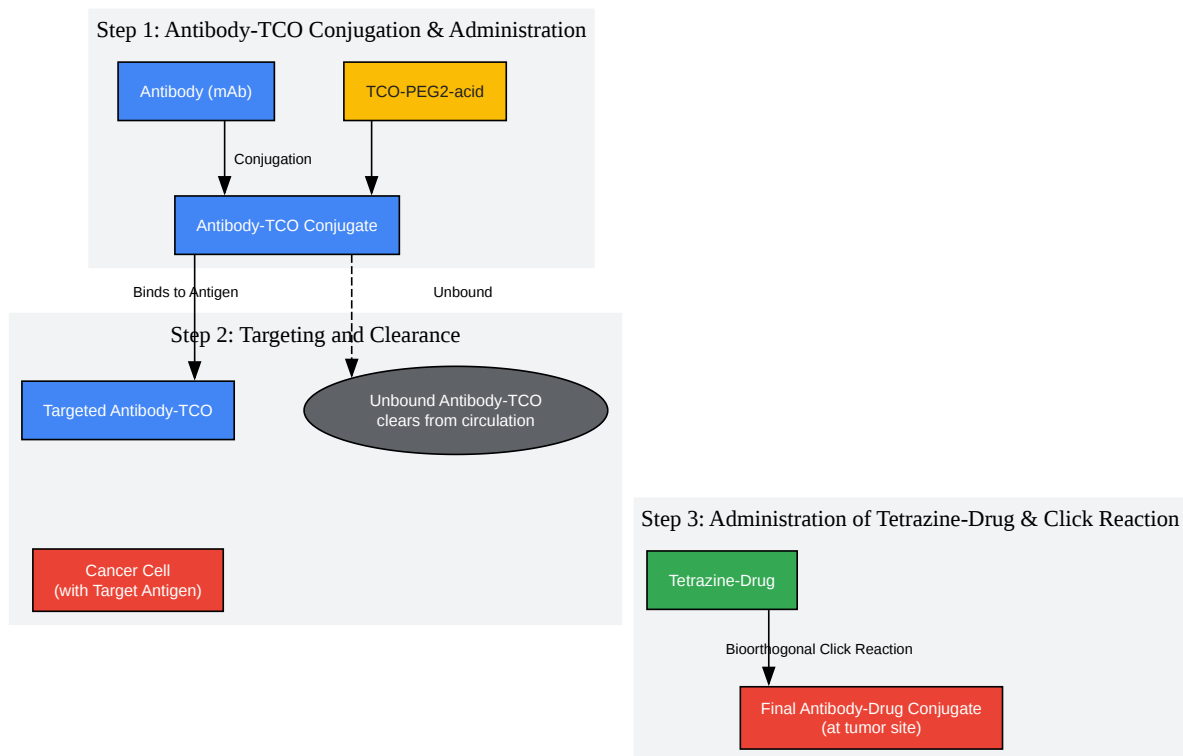 Step 1: Antibody-TCO Conjugation & Administration
Antibody (mAb)
TCO-PEG2-acid
Conjugation
Antibody-TCO Conjugate
Binds to Antigen
Unbound
Step 2: Targeting and Clearance
Targeted Antibody-TCO
Unbound Antibody-TCO
clears from circulation
Cancer Cell
(with Target Antigen)
Step 3: Administration of Tetrazine-Drug & Click Reaction
Tetrazine-Drug
Bioorthogonal Click Reaction
Final Antibody-Drug Conjugate
(at tumor site)